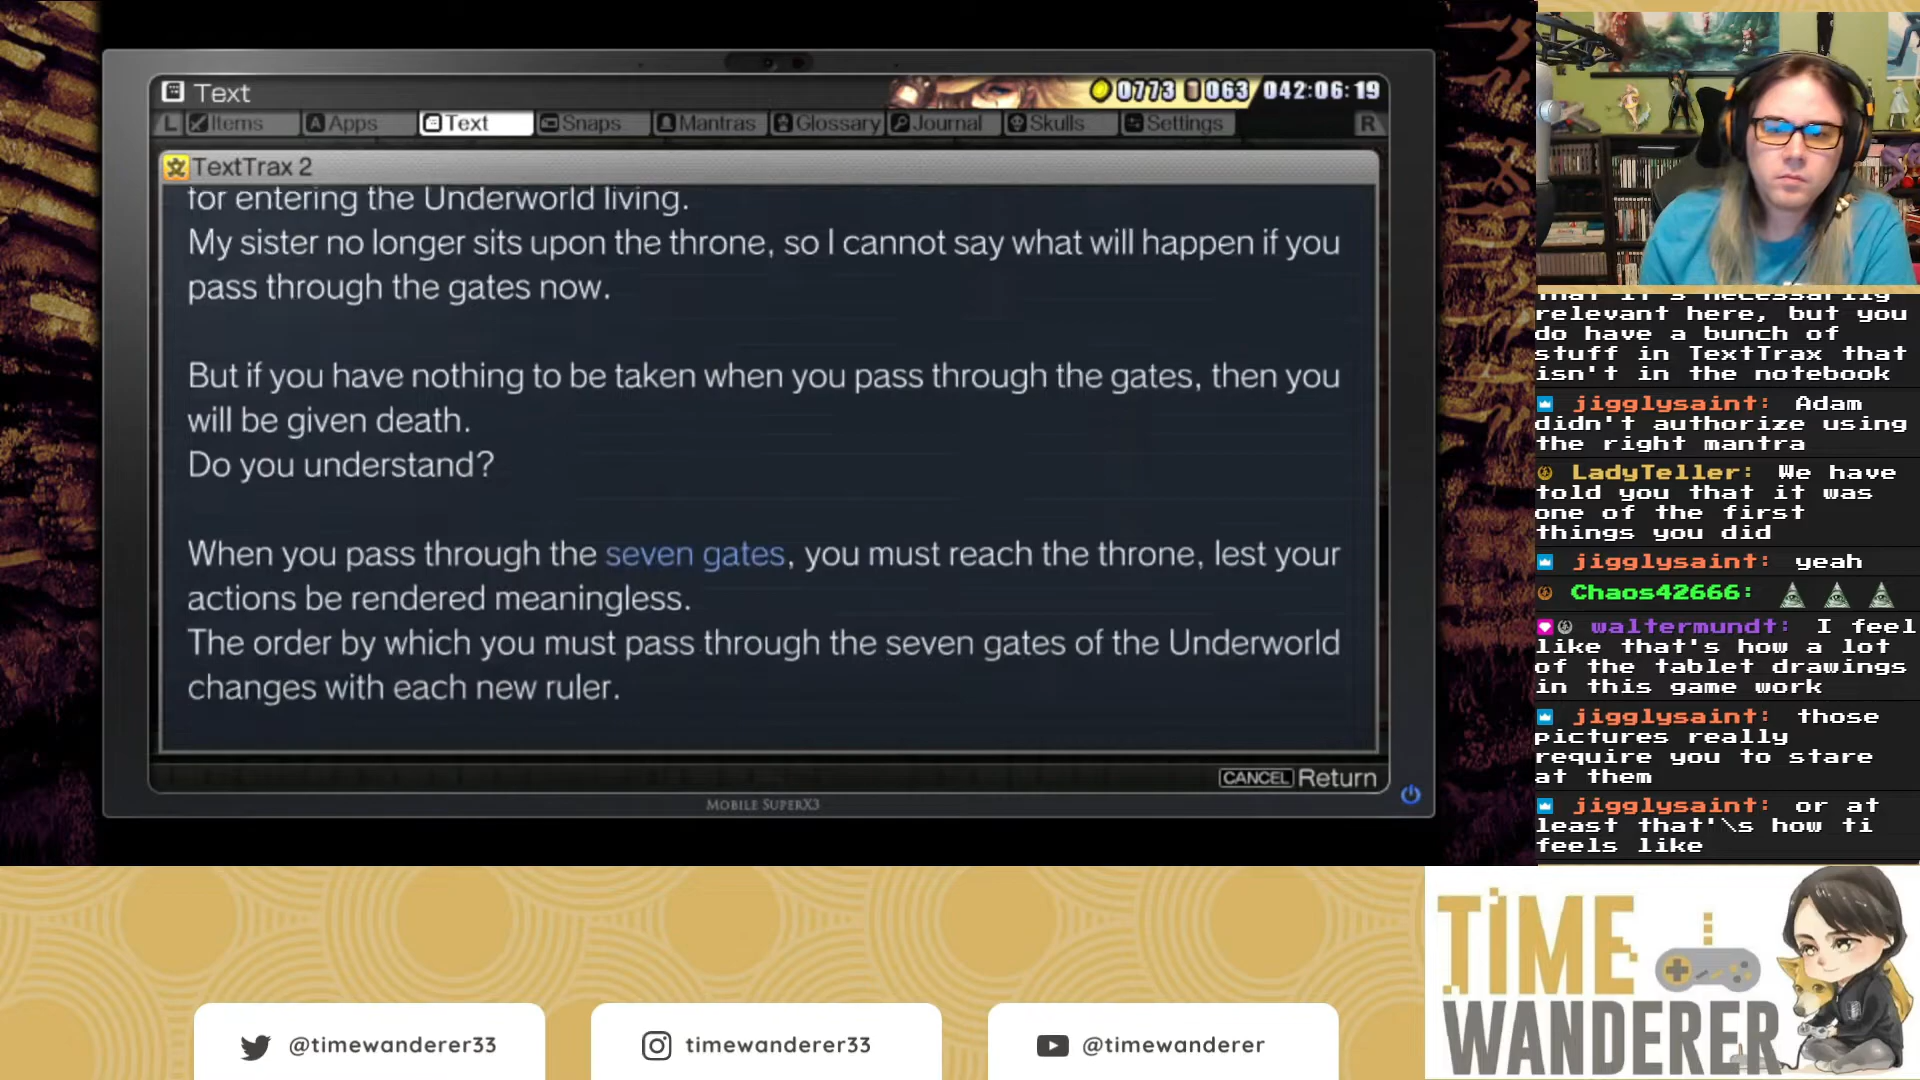 Text
0773 063 042:06:19
L Items Apps Text Snaps Mantras Glossary Journal Skulls Settings R
TextTrax 2
for entering the Underworld living.
My sister no longer sits upon the throne, so I cannot say what will happen if you
pass through the gates now.
But if you have nothing to be taken when you pass through the gates, then you
will be given death.
Do you understand?
When you pass through the seven gates, you must reach the throne, lest your
actions be rendered meaningless.
The order by which you must pass through the seven gates of the Underworld
changes with each new ruler.
CANCEL Return
MOBILE SUPERX3
that it's necessarily
relevant here, but you
do have a bunch of
stuff in TextTrax that
isn't in the notebook
jigglysaint: Adam
didn't authorize using
the right mantra
LadyTeller: We have
told you that it was
one of the first
things you did
jigglysaint: yeah
Chaos42666:
waltermundt: I feel
like that's how a lot
of the tablet drawings
in this game work
jigglysaint: those
pictures really
require you to stare
at them
jigglysaint: or at
least that'\s how ti
feels like
@timewanderer33
timewanderer33
@timewanderer
TIME
WANDERER